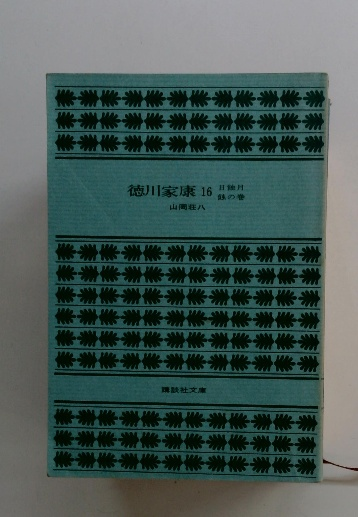 徳川家康 16 日蝕月
蝕の巻
山岡荘八
講談社文庫